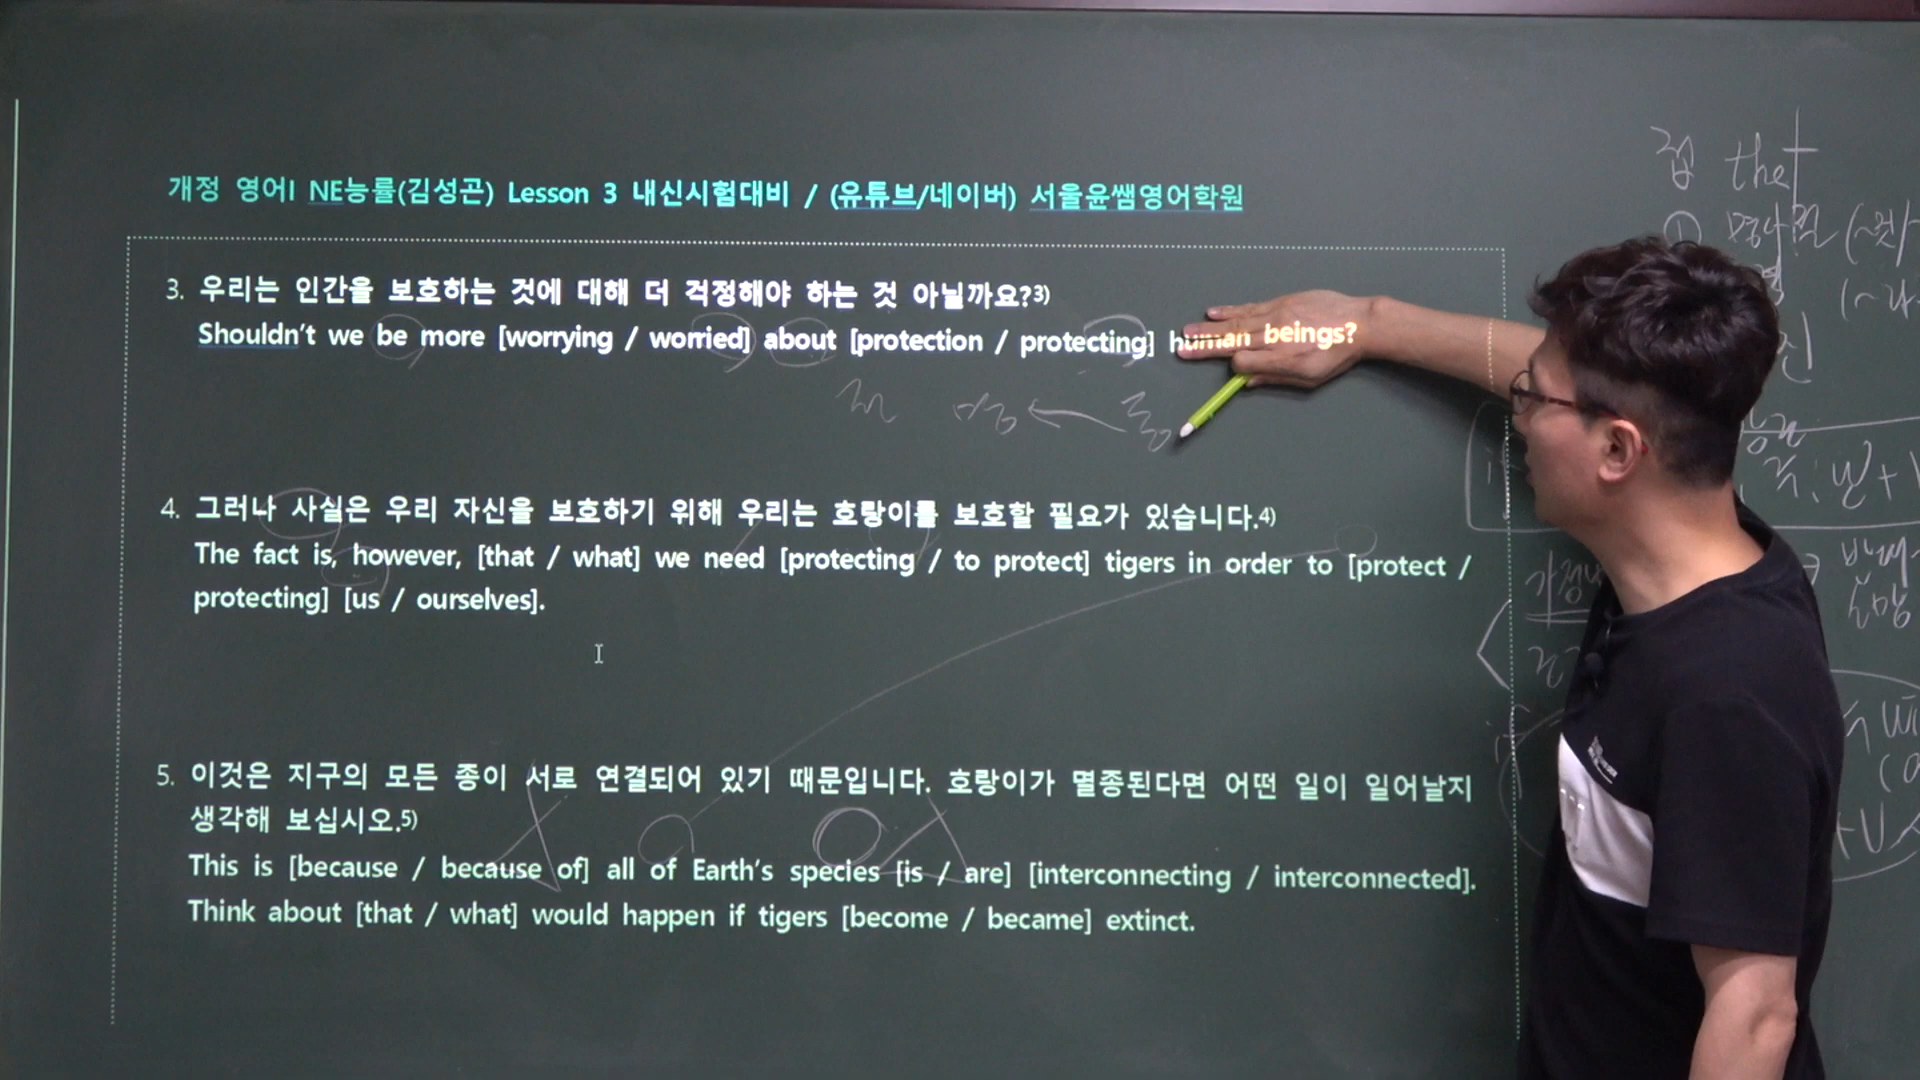 개정 영어I NE능률(김성곤) Lesson 3 내신시험대비 / (유튜브/네이버) 서울윤쌤영어학원
3. 우리는 인간을 보호하는 것에 대해 더 걱정해야 하는 것 아닐까요?3)
Shouldn't we be more [worrying / worried] about [protection / protecting] human beings?
전 명 동
4. 그러나 사실은 우리 자신을 보호하기 위해 우리는 호랑이를 보호할 필요가 있습니다.4)
The fact is, however, [that / what] we need [protecting / to protect] tigers in order to [protect /
protecting] [us / ourselves].
5. 이것은 지구의 모든 종이 서로 연결되어 있기 때문입니다. 호랑이가 멸종된다면 어떤 일이 일어날지
생각해 보십시오.5)
This is [because / because of] all of Earth's species [is / are] [interconnecting / interconnected].
Think about [that / what] would happen if tigers [become / became] extinct.
접 that
①
if